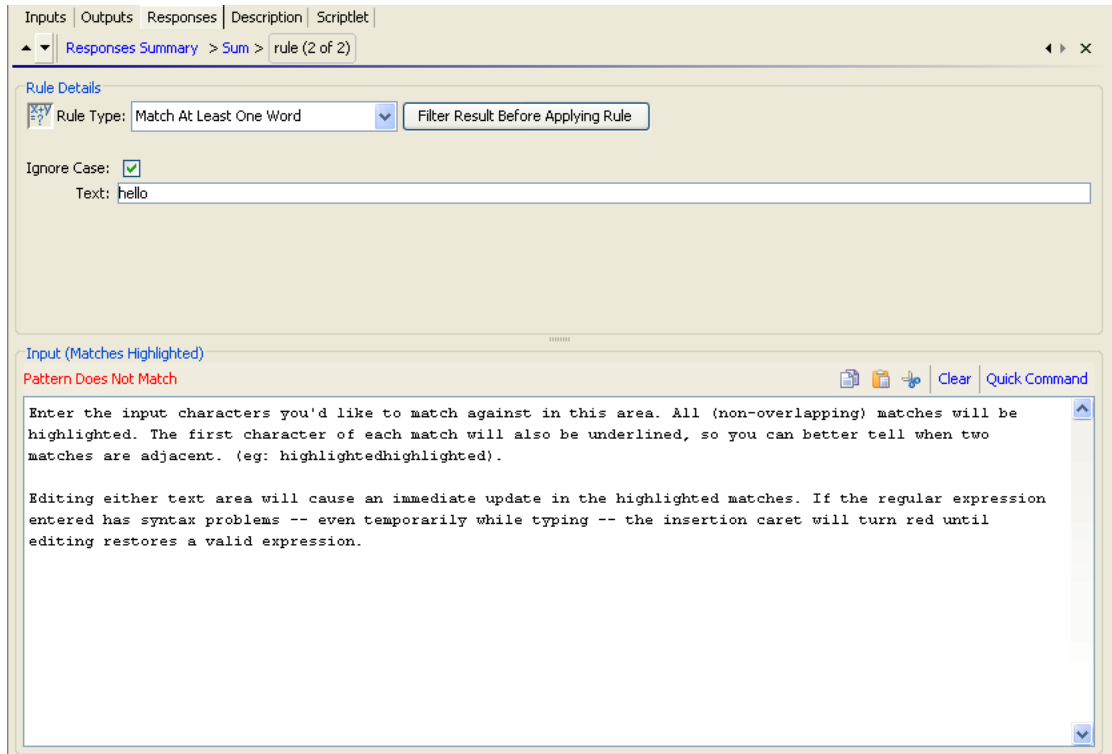 Inputs Outputs Responses Description Scriptlet
Responses Summary > Sum > rule (2 of 2)
Rule Details
X+Y =? Rule Type: Match At Least One Word Filter Result Before Applying Rule
Ignore Case:
Text: hello
Input (Matches Highlighted)
Pattern Does Not Match Clear Quick Command
Enter the input characters you'd like to match against in this area. All (non-overlapping) matches will be
highlighted. The first character of each match will also be underlined, so you can better tell when two
matches are adjacent. (eg: highlightedhighlighted).
Editing either text area will cause an immediate update in the highlighted matches. If the regular expression
entered has syntax problems -- even temporarily while typing -- the insertion caret will turn red until
editing restores a valid expression.